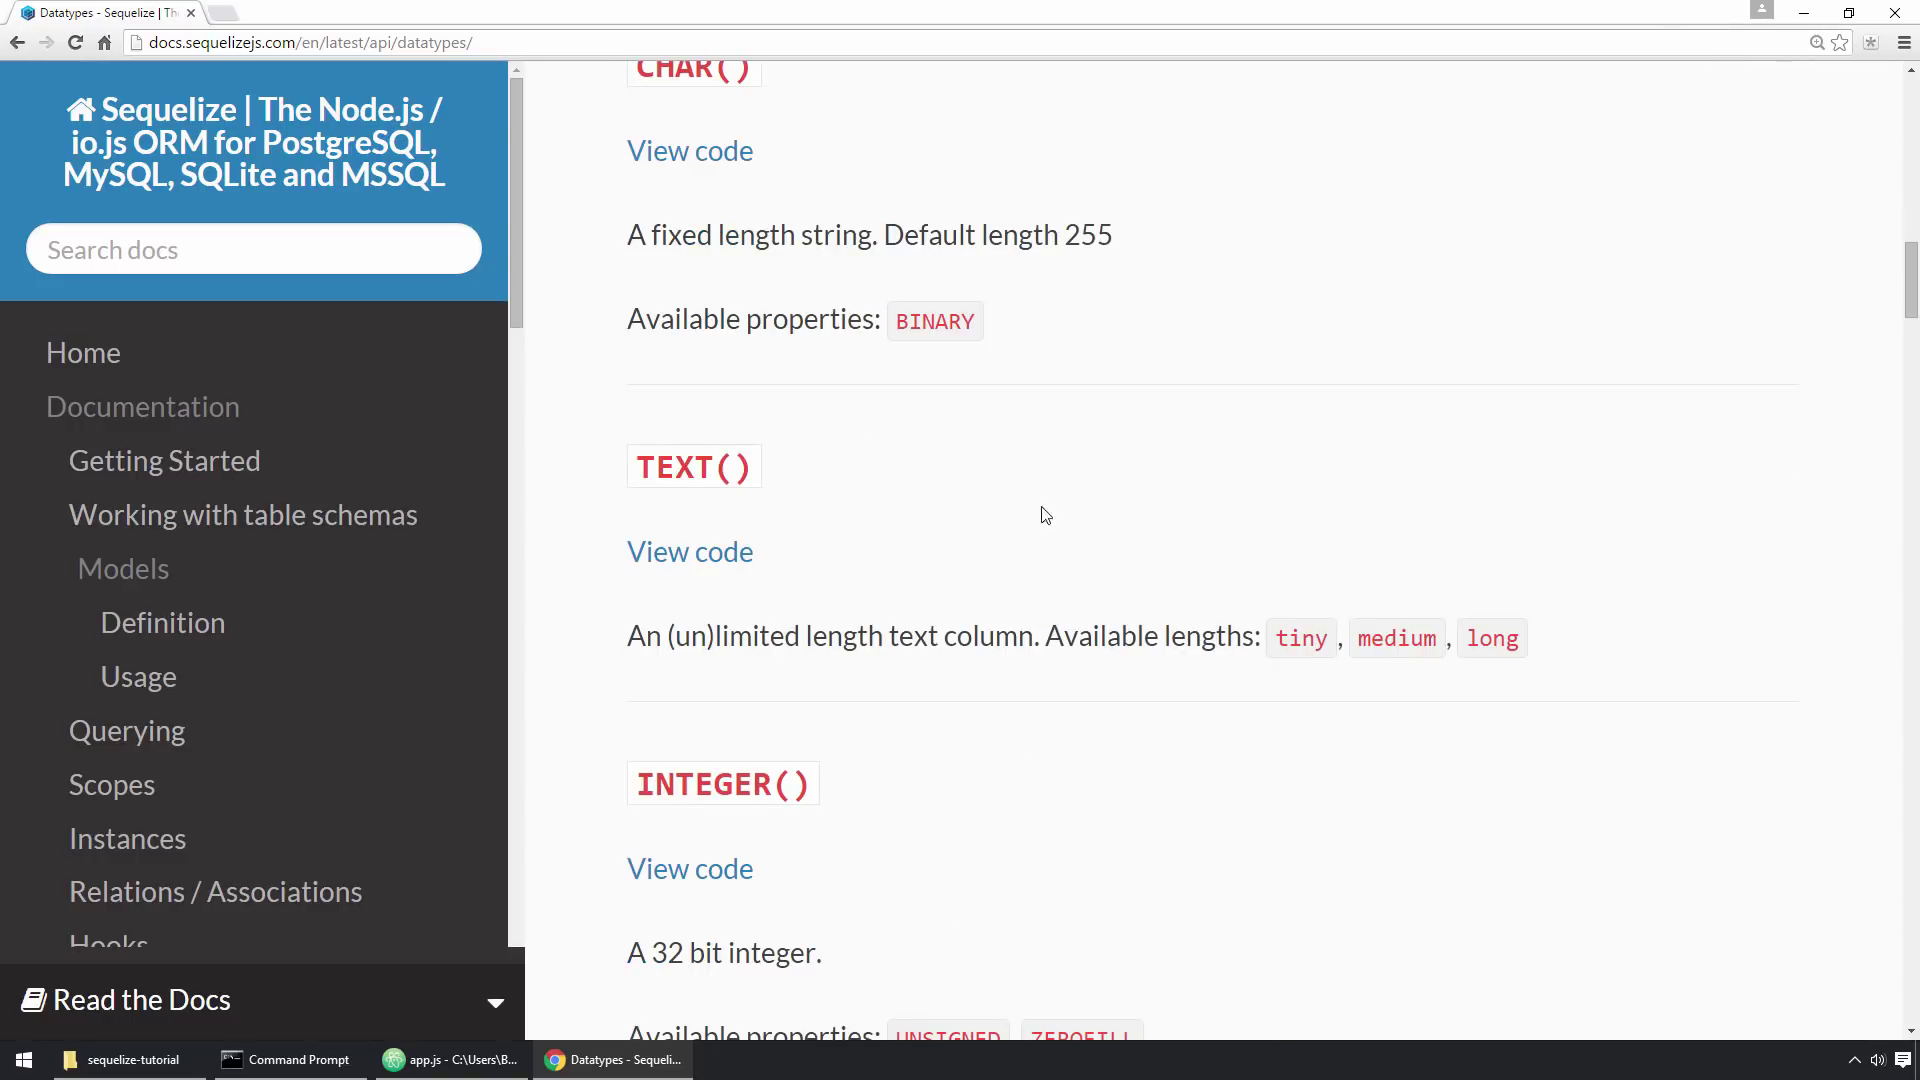 Datatypes - Sequelize | Th
docs.sequelizejs.com/en/latest/api/datatypes/
Sequelize | The Node.js /
io.js ORM for PostgreSQL,
MySQL, SQLite and MSSQL
Search docs
Home
Documentation
Getting Started
Working with table schemas
Models
Definition
Usage
Querying
Scopes
Instances
Relations / Associations
Hooks
Read the Docs
CHAR()
View code
A fixed length string. Default length 255
Available properties: BINARY
TEXT()
View code
An (un)limited length text column. Available lengths: tiny, medium, long
INTEGER()
View code
A 32 bit integer.
Available properties: UNSIGNED ZEROFILL
sequelize-tutorial
Command Prompt
app.js - C:\Users\B...
Datatypes - Sequeli...